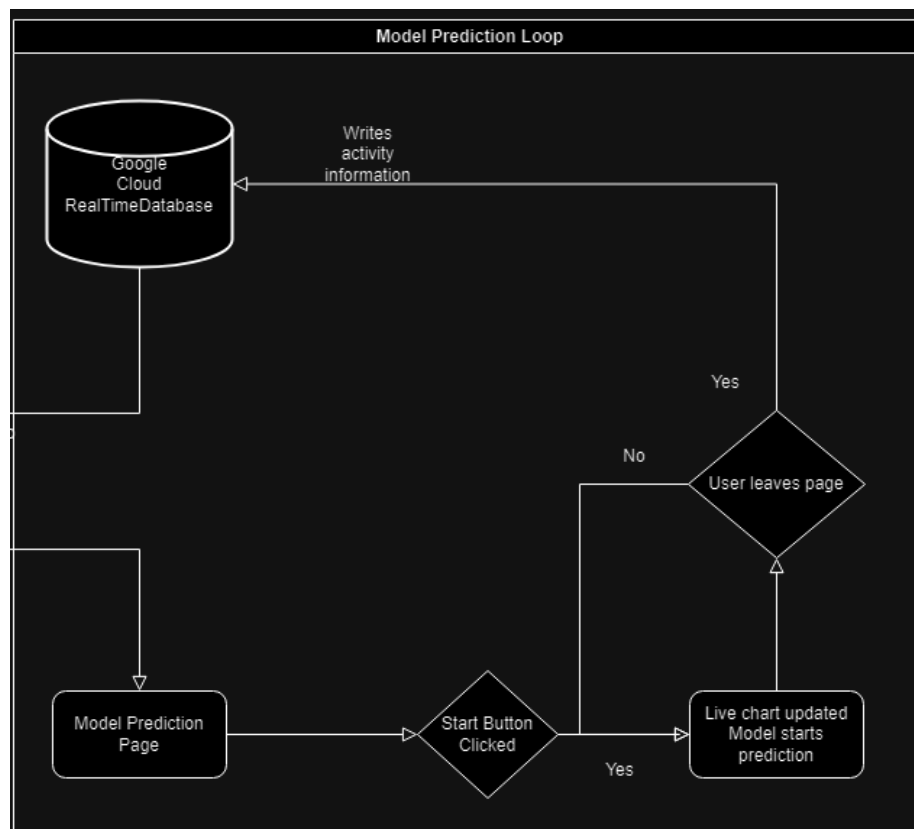 Model Prediction Loop
Google
Cloud
RealTimeDatabase
Writes
activity
information
Yes
No
User leaves page
Model Prediction
Page
Start Button
Clicked
Yes
Live chart updated
Model starts
prediction